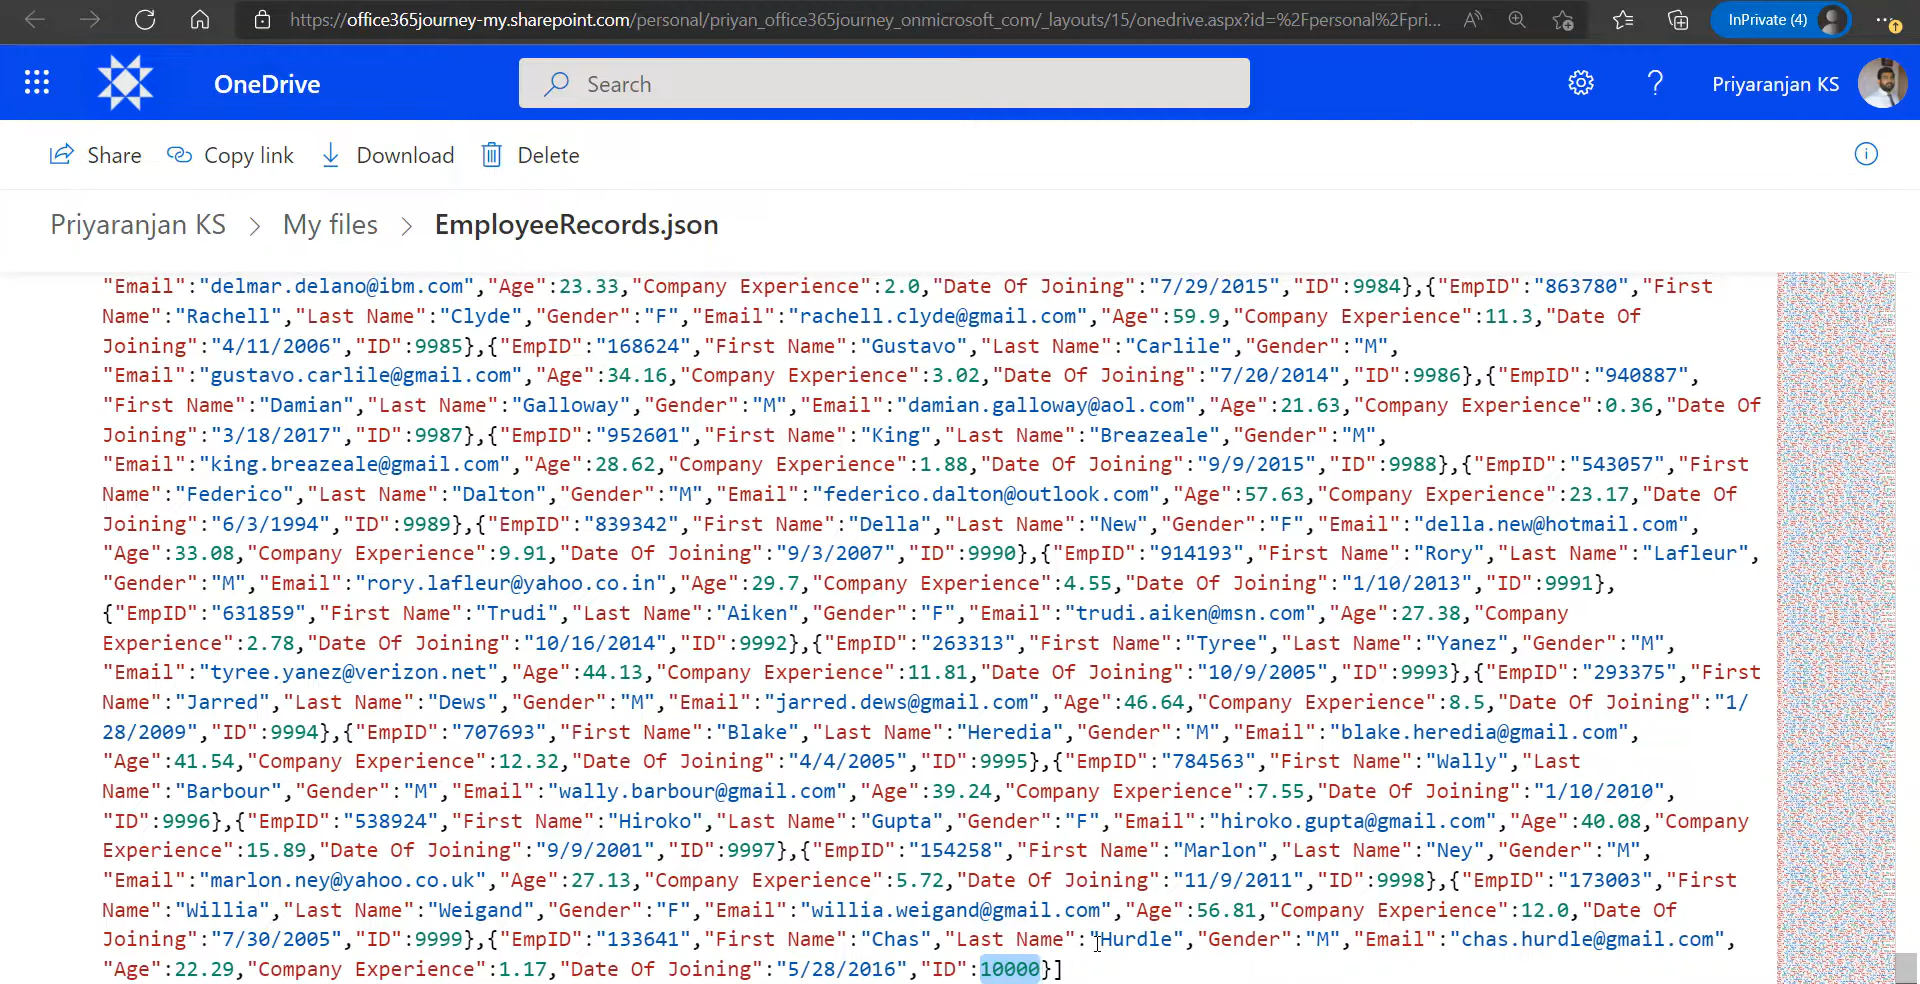 https://office365journey-my.sharepoint.com/personal/priyan_office365journey_onmicrosoft_com/_layouts/15/onedrive.aspx?id=%2Fpersonal%2Fpri... InPrivate (4)
OneDrive Search Priyaranjan KS
Share Copy link Download Delete
Priyaranjan KS > My files > EmployeeRecords.json
"Email":"delmar.delano@ibm.com","Age":23.33,"Company Experience":2.0,"Date Of Joining":"7/29/2015","ID":9984},{"EmpID":"863780","First
Name":"Rachell","Last Name":"Clyde","Gender":"F","Email":"rachell.clyde@gmail.com","Age":59.9,"Company Experience":11.3,"Date Of
Joining":"4/11/2006","ID":9985},{"EmpID":"168624","First Name":"Gustavo","Last Name":"Carlile","Gender":"M",
"Email":"gustavo.carlile@gmail.com","Age":34.16,"Company Experience":3.02,"Date Of Joining":"7/20/2014","ID":9986},{"EmpID":"940887",
"First Name":"Damian","Last Name":"Galloway","Gender":"M","Email":"damian.galloway@aol.com","Age":21.63,"Company Experience":0.36,"Date Of
Joining":"3/18/2017","ID":9987},{"EmpID":"952601","First Name":"King","Last Name":"Breazeale","Gender":"M",
"Email":"king.breazeale@gmail.com","Age":28.62,"Company Experience":1.88,"Date Of Joining":"9/9/2015","ID":9988},{"EmpID":"543057","First
Name":"Federico","Last Name":"Dalton","Gender":"M","Email":"federico.dalton@outlook.com","Age":57.63,"Company Experience":23.17,"Date Of
Joining":"6/3/1994","ID":9989},{"EmpID":"839342","First Name":"Della","Last Name":"New","Gender":"F","Email":"della.new@hotmail.com",
"Age":33.08,"Company Experience":9.91,"Date Of Joining":"9/3/2007","ID":9990},{"EmpID":"914193","First Name":"Rory","Last Name":"Lafleur",
"Gender":"M","Email":"rory.lafleur@yahoo.co.in","Age":29.7,"Company Experience":4.55,"Date Of Joining":"1/10/2013","ID":9991},
{"EmpID":"631859","First Name":"Trudi","Last Name":"Aiken","Gender":"F","Email":"trudi.aiken@msn.com","Age":27.38,"Company
Experience":2.78,"Date Of Joining":"10/16/2014","ID":9992},{"EmpID":"263313","First Name":"Tyree","Last Name":"Yanez","Gender":"M",
"Email":"tyree.yanez@verizon.net","Age":44.13,"Company Experience":11.81,"Date Of Joining":"10/9/2005","ID":9993},{"EmpID":"293375","First
Name":"Jarred","Last Name":"Dews","Gender":"M","Email":"jarred.dews@gmail.com","Age":46.64,"Company Experience":8.5,"Date Of Joining":"1/
28/2009","ID":9994},{"EmpID":"707693","First Name":"Blake","Last Name":"Heredia","Gender":"M","Email":"blake.heredia@gmail.com",
"Age":41.54,"Company Experience":12.32,"Date Of Joining":"4/4/2005","ID":9995},{"EmpID":"784563","First Name":"Wally","Last
Name":"Barbour","Gender":"M","Email":"wally.barbour@gmail.com","Age":39.24,"Company Experience":7.55,"Date Of Joining":"1/10/2010",
"ID":9996},{"EmpID":"538924","First Name":"Hiroko","Last Name":"Gupta","Gender":"F","Email":"hiroko.gupta@gmail.com","Age":40.08,"Company
Experience":15.89,"Date Of Joining":"9/9/2001","ID":9997},{"EmpID":"154258","First Name":"Marlon","Last Name":"Ney","Gender":"M",
"Email":"marlon.ney@yahoo.co.uk","Age":27.13,"Company Experience":5.72,"Date Of Joining":"11/9/2011","ID":9998},{"EmpID":"173003","First
Name":"Willia","Last Name":"Weigand","Gender":"F","Email":"willia.weigand@gmail.com","Age":56.81,"Company Experience":12.0,"Date Of
Joining":"7/30/2005","ID":9999},{"EmpID":"133641","First Name":"Chas","Last Name":"Hurdle","Gender":"M","Email":"chas.hurdle@gmail.com",
"Age":22.29,"Company Experience":1.17,"Date Of Joining":"5/28/2016","ID":10000}]